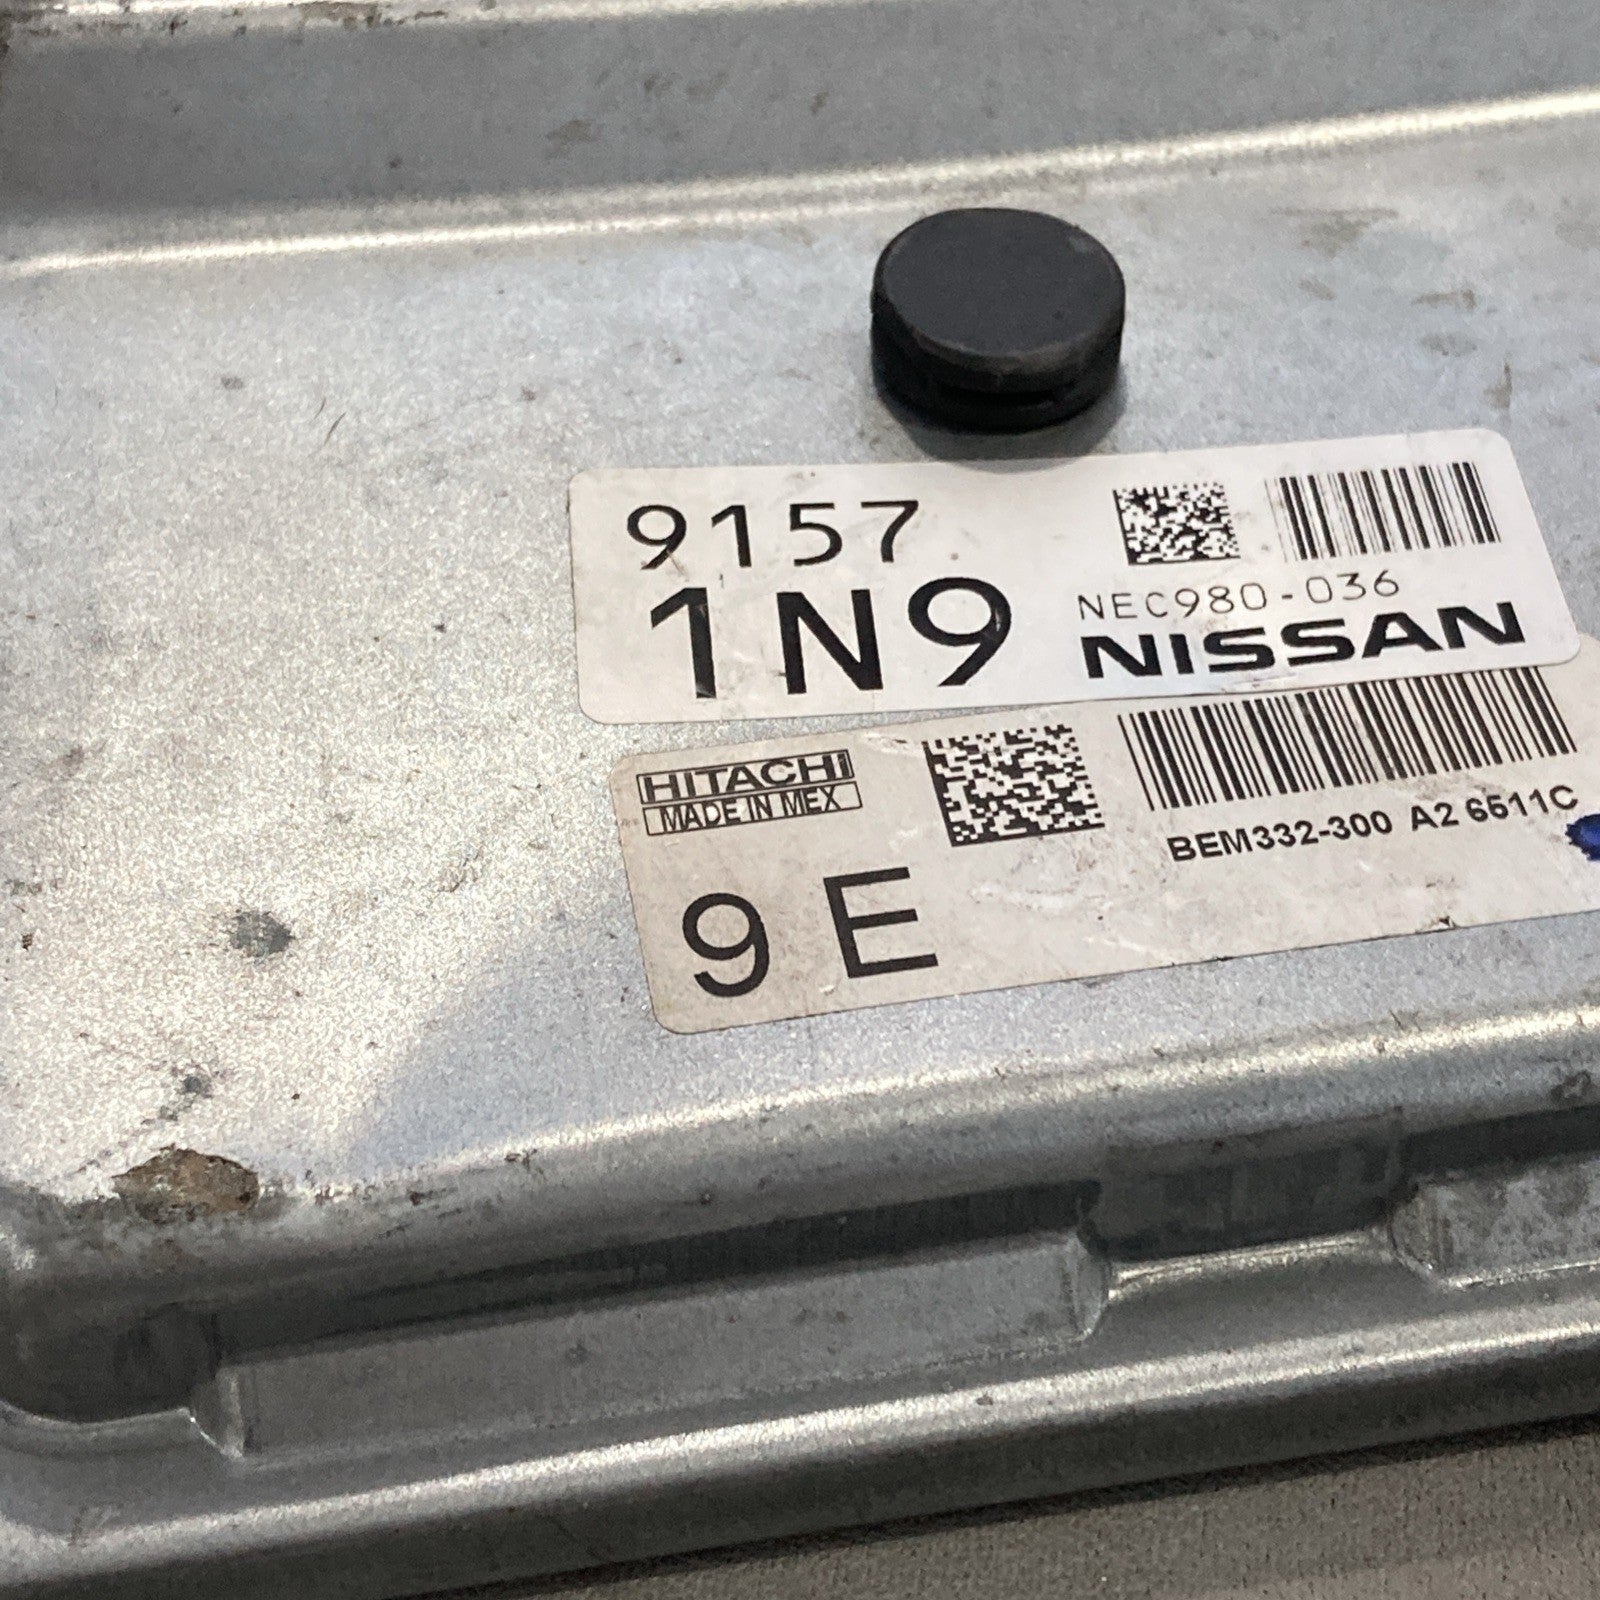 9157
1N9
NEC980-036
NISSAN
HITACHI
MADE IN MEX
BEM332-300 A2 6511C
9 E